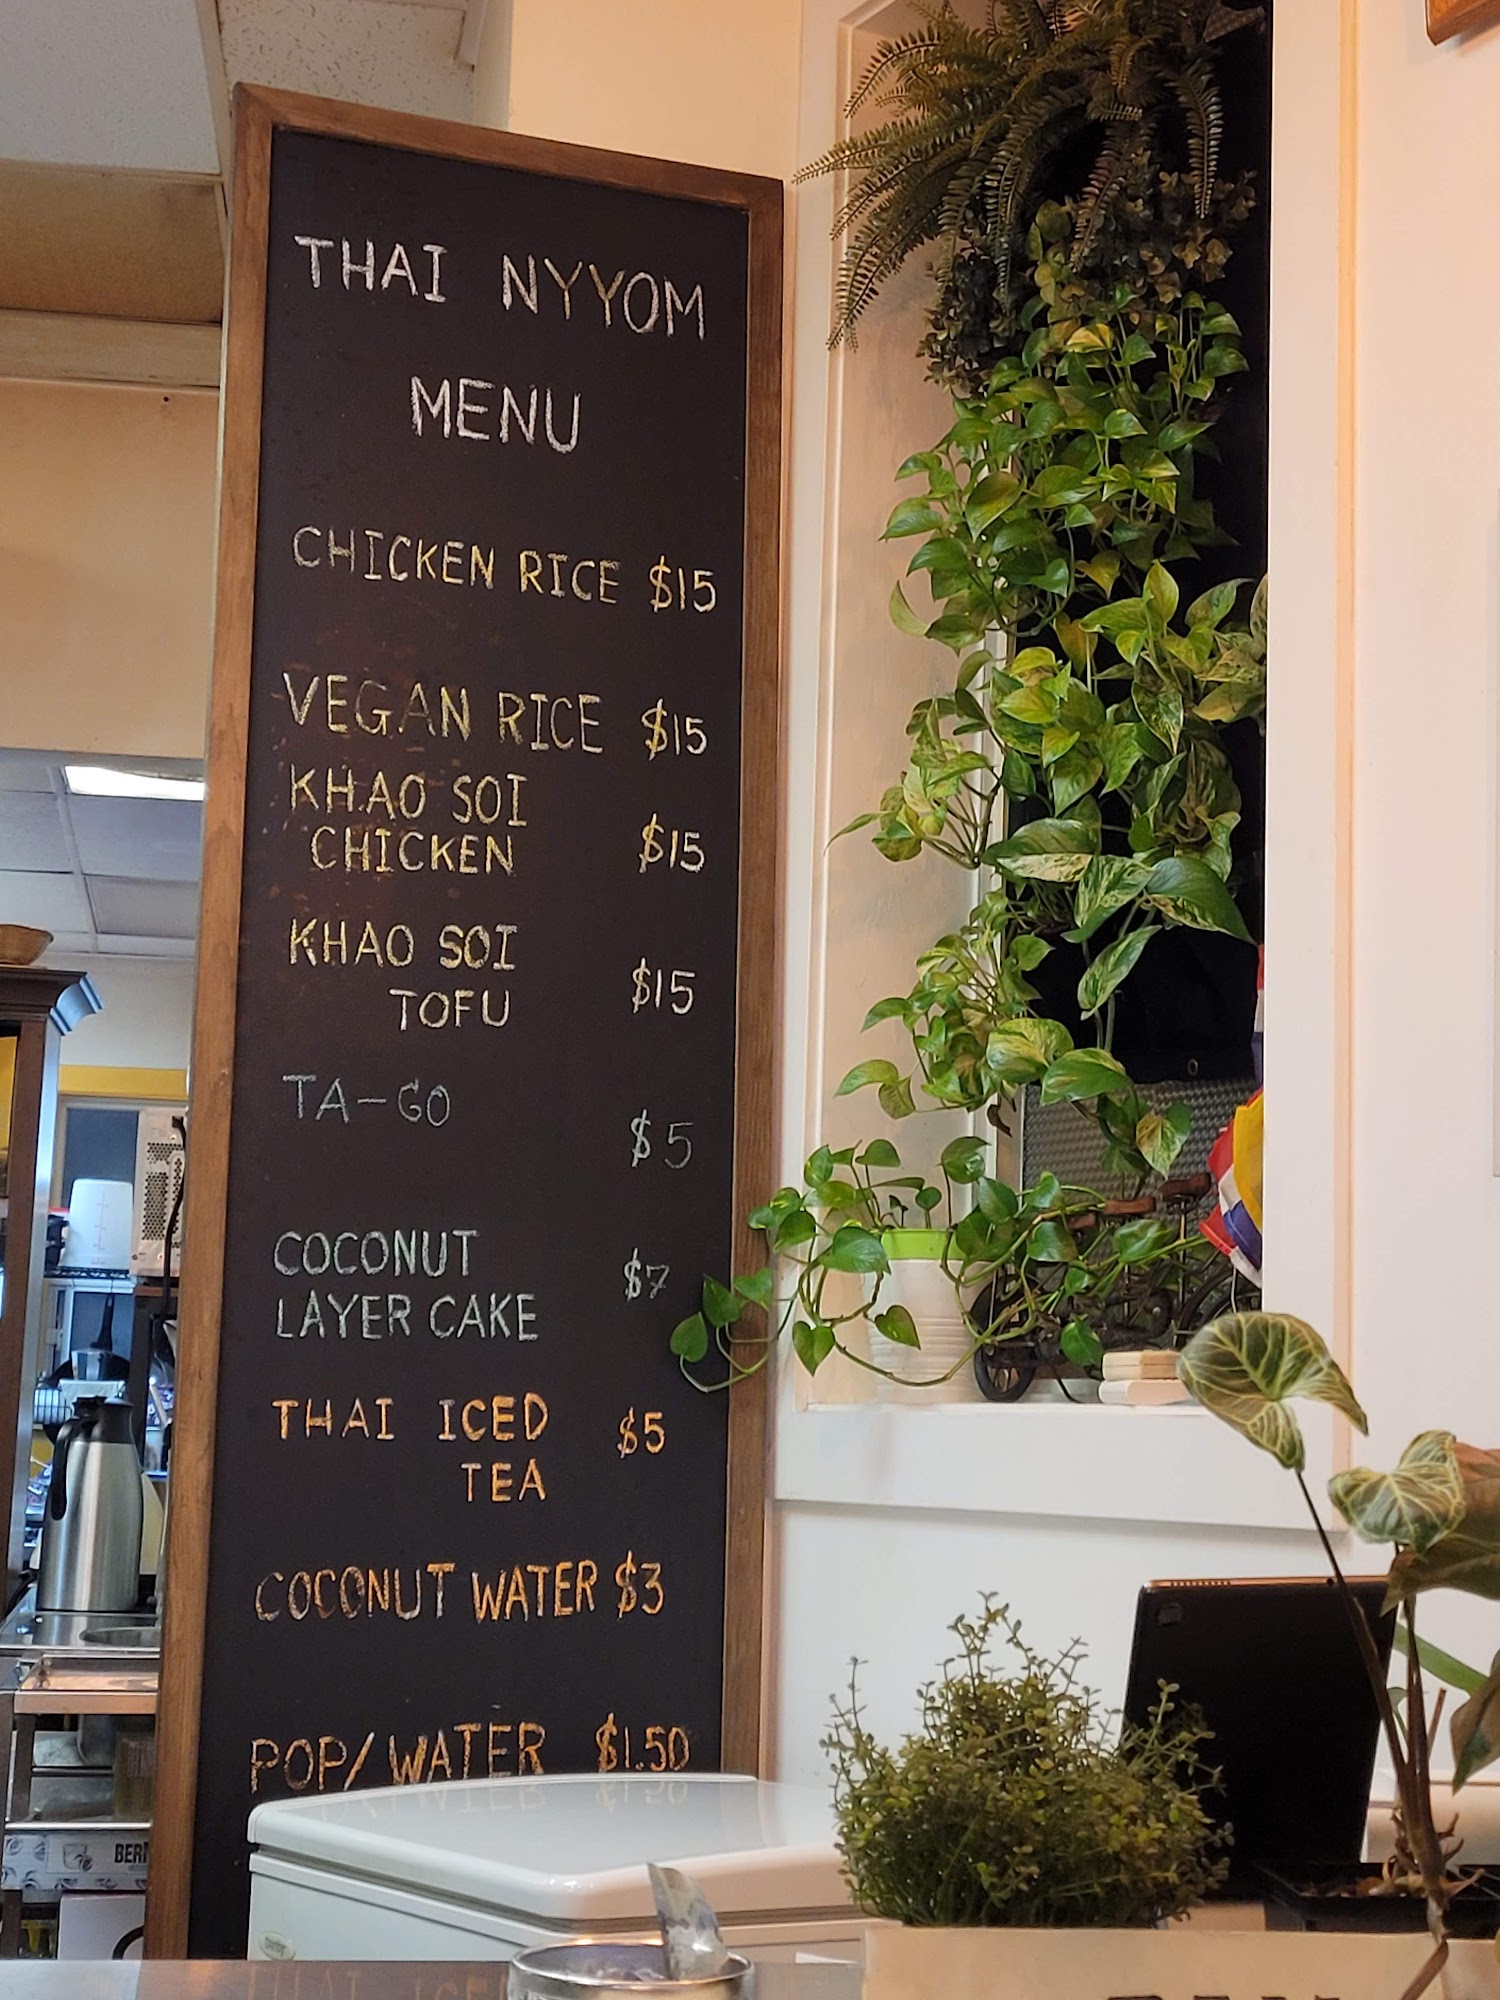 THAI NYYOM
MENU
CHICKEN RICE $15
VEGAN RICE $15
KHAO SOI
CHICKEN $15
KHAO SOI
TOFU $15
TA-GO
$5
COCONUT
LAYER CAKE $7
THAI ICED $5
TEA
COCONUT WATER $3
POP/WATER $1.50
BER